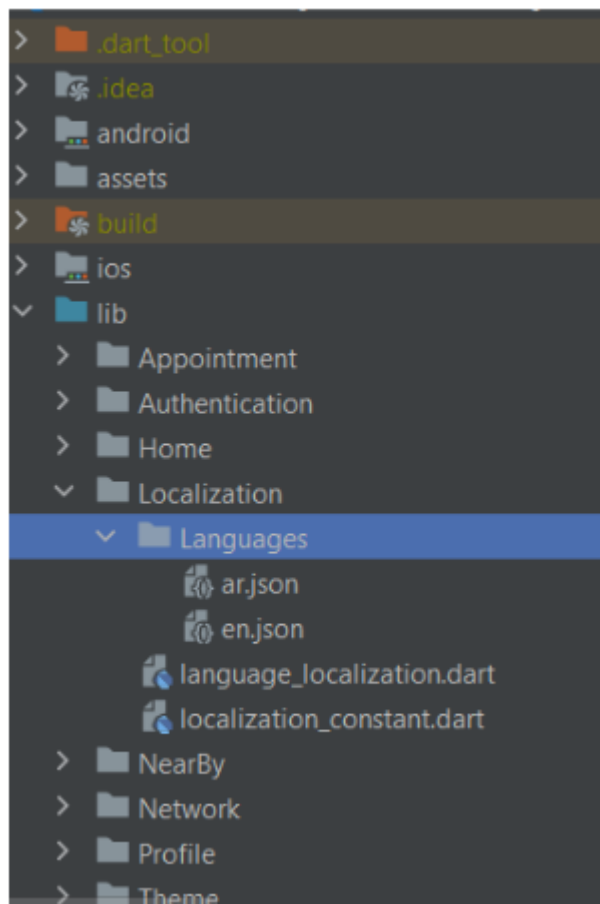 .dart_tool
.idea
android
assets
build
ios
lib
Appointment
Authentication
Home
Localization
Languages
ar.json
en.json
language_localization.dart
localization_constant.dart
NearBy
Network
Profile
Theme